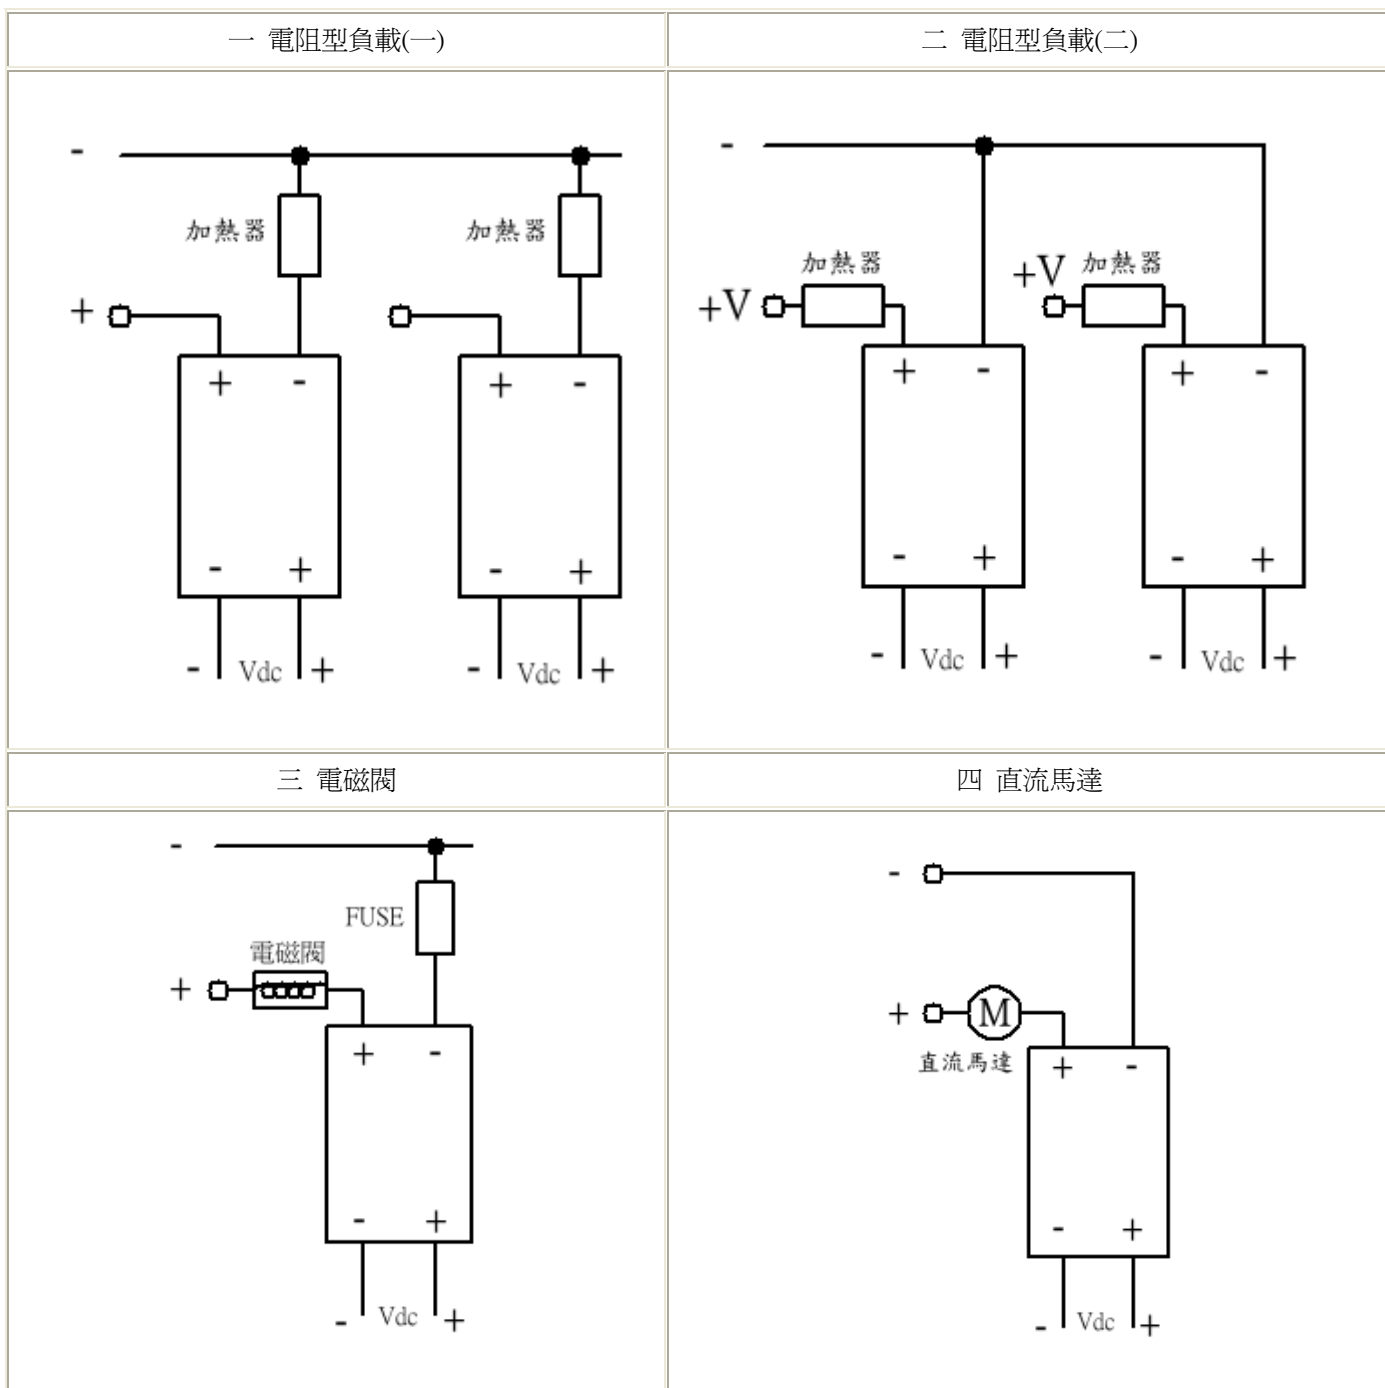 一 電阻型負載(一)
二 電阻型負載(二)
-
加熱器 加熱器
+
+ - + -
- + - +
- Vdc + - Vdc +
-
加熱器 +V 加熱器
+V
+ - + -
- + - +
- Vdc + - Vdc +
三 電磁閥
四 直流馬達
-
FUSE
電磁閥
+
+ -
- +
- Vdc +
-
+ M
直流馬達
+ -
- +
- Vdc +